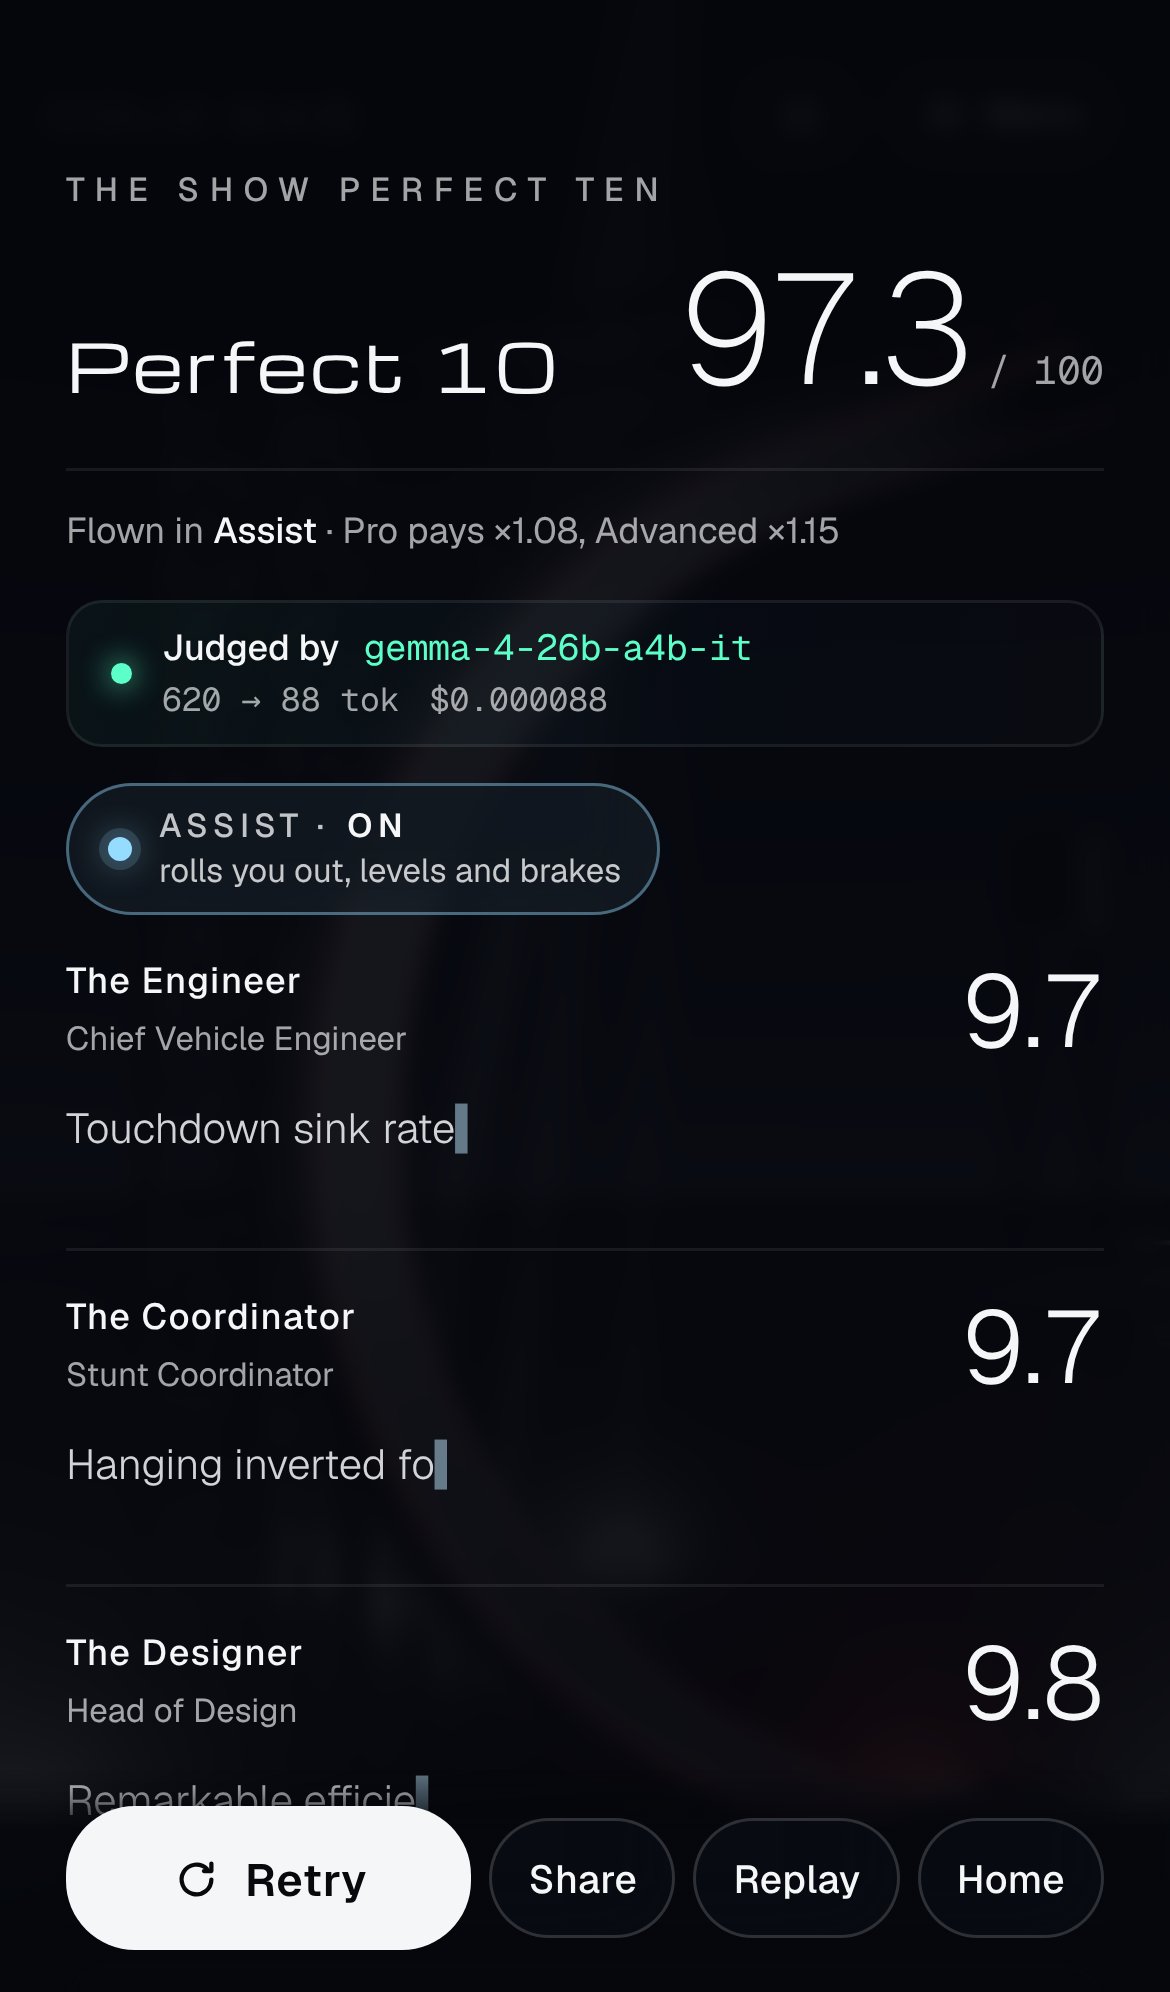 THE SHOW PERFECT TEN
Perfect 10 97.3 / 100
Flown in Assist · Pro pays ×1.08, Advanced ×1.15
Judged by gemma-4-26b-a4b-it
620 → 88 tok $0.000088
ASSIST · ON
rolls you out, levels and brakes
The Engineer 9.7
Chief Vehicle Engineer
Touchdown sink rate
The Coordinator 9.7
Stunt Coordinator
Hanging inverted fo
The Designer 9.8
Head of Design
Remarkable efficie
Retry Share Replay Home